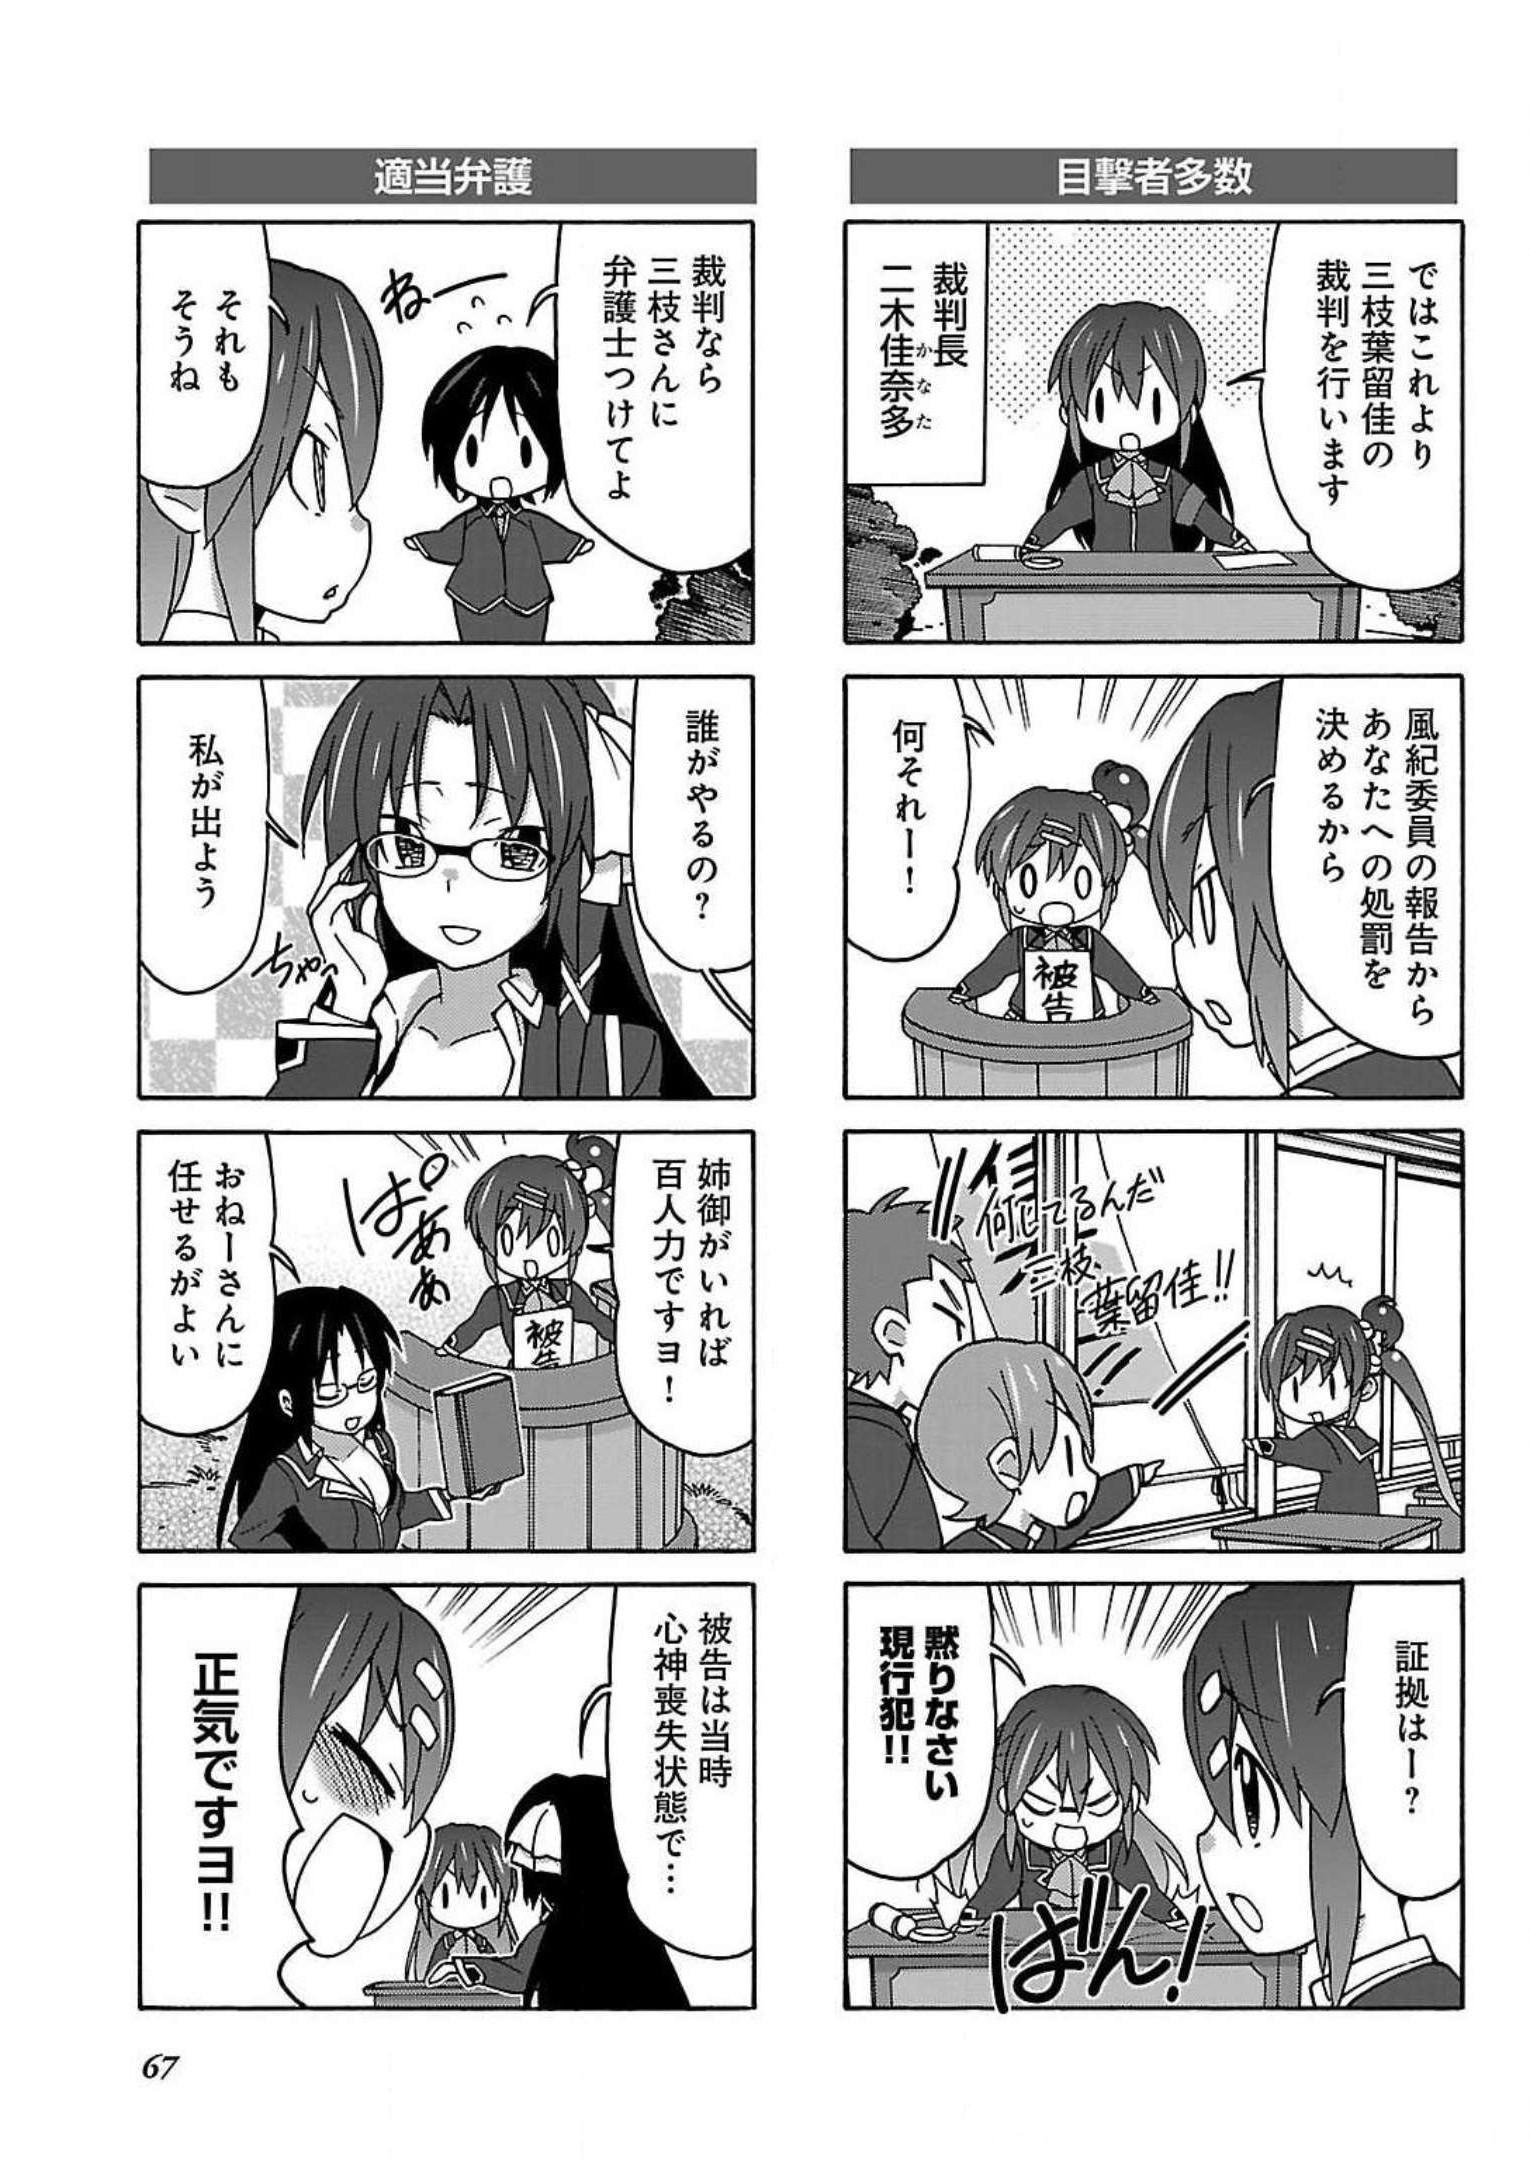 目撃者多数
ではこれより
三枝葉留佳の
裁判を行います
裁判長
二木佳奈多
かなた
風紀委員の報告から
あなたへの処罰を
決めるから
何それー！
被告
何してるんだ
三枝
葉留佳!!
証拠はー？
黙りなさい
現行犯!!
ばん！
適当弁護
裁判なら
三枝さんに
弁護士つけてよ
ねー
それも
そうね
誰がやるの？
私が出よう
ちゃっ
姉御がいれば
百人力ですヨ！
ぱぁぁ
被告
おねーさんに
任せるがよい
被告は当時
心神喪失状態で…
正気ですヨ!!
67